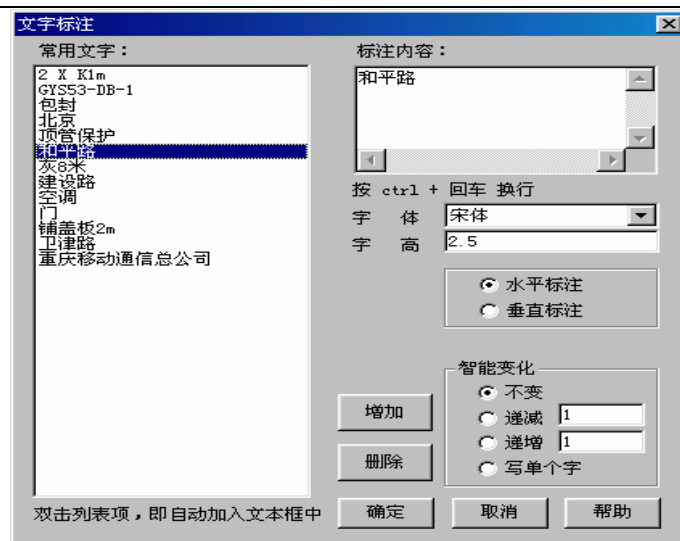 文字标注
常用文字：
2 X K1m
GYS53-DB-1
包封
北京
顶管保护
和平路
灰8米
建设路
空调
门
铺盖板2m
卫津路
重庆移动通信总公司
双击列表项，即自动加入文本框中
标注内容：
和平路
按 ctrl + 回车 换行
字 体 宋体
字 高 2.5
水平标注
垂直标注
智能变化
不变
递减 1
递增 1
写单个字
增加
删除
确定 取消 帮助